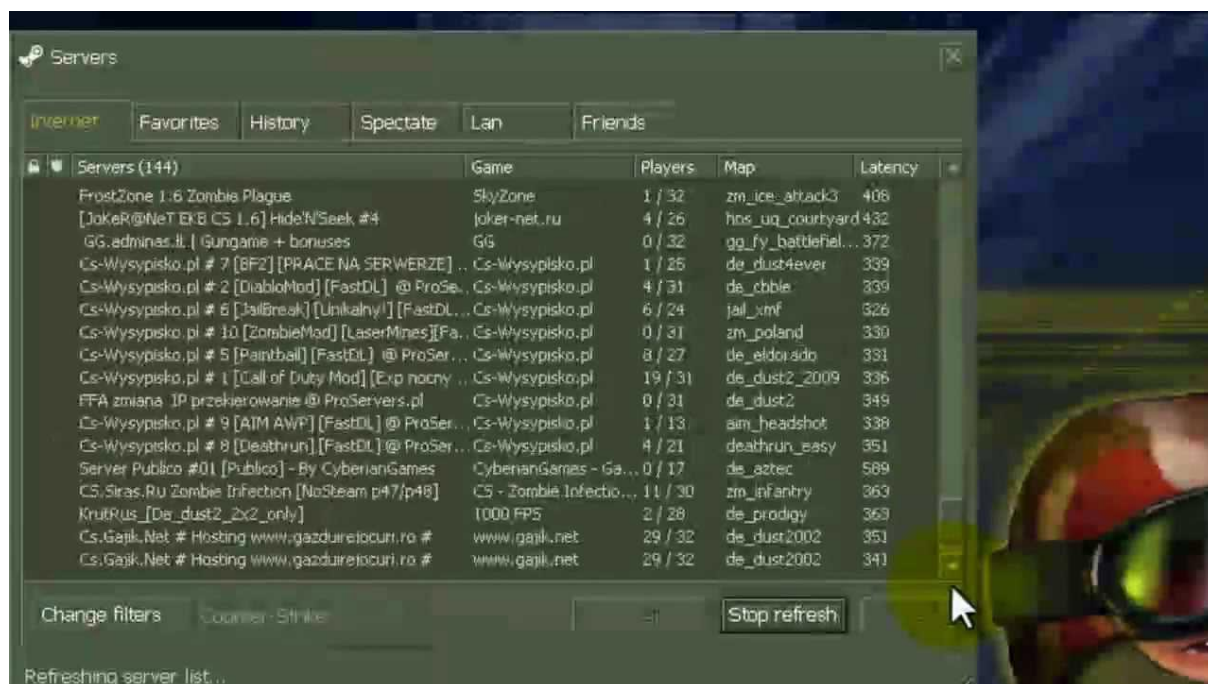 Servers
Internet Favorites History Spectate Lan Friends
Servers (144) Game Players Map Latency
FrostZone 1.6 Zombie Plague SkyZone 1 / 32 zm_ice_attack3 408
[JoKeR@NeT EKB CS 1.6] Hide'N'Seek #4 joker-net.ru 4 / 26 hns_uq_courtyard 432
GG.adminas.lt | Gungame + bonuses GG 0 / 32 gg_fy_battlefiel... 372
Cs-Wysypisko.pl # 7 [BF2] [PRACE NA SERWERZE] ... Cs-Wysypisko.pl 1 / 25 de_dust4ever 339
Cs-Wysypisko.pl # 2 [DiabloMod] [FastDL] @ ProSe... Cs-Wysypisko.pl 4 / 31 de_cbble 339
Cs-Wysypisko.pl # 6 [JailBreak] [Unikalny!] [FastDL... Cs-Wysypisko.pl 6 / 24 jail_xmf 326
Cs-Wysypisko.pl # 10 [ZombieMod] [LaserMines][Fa... Cs-Wysypisko.pl 0 / 31 zm_poland 330
Cs-Wysypisko.pl # 5 [Paintball] [FastDL] @ ProSer... Cs-Wysypisko.pl 8 / 27 de_eldorado 331
Cs-Wysypisko.pl # 1 [Call of Duty Mod] [Exp nocny ... Cs-Wysypisko.pl 19 / 31 de_dust2_2009 336
FFA zmiana IP przekierowanie @ ProServers.pl 0 / 31 de_dust2 349
Cs-Wysypisko.pl # 9 [AIM AWP] [FastDL] @ ProSer... Cs-Wysypisko.pl 1 / 13 aim_headshot 338
Cs-Wysypisko.pl # 8 [Deathrun] [FastDL] @ ProSer... Cs-Wysypisko.pl 4 / 21 deathrun_easy 351
Server Publico #01 [Publico] - By CyberianGames CyberianGames - Ga... 0 / 17 de_aztec 589
CS.Siras.Ru Zombie Infection [NoSteam p47/p48] CS - Zombie Infectio... 11 / 30 zm_infantry 363
KrutRus_[De_dust2_2x2_only] 1000 FPS 2 / 28 de_prodigy 363
Cs.Gajik.Net # Hosting www.gazduirejocuri.ro # www.gajik.net 29 / 32 de_dust2002 351
Cs.Gajik.Net # Hosting www.gazduirejocuri.ro # www.gajik.net 29 / 32 de_dust2002 341
Change filters Counter-Strike Stop refresh
Refreshing server list...